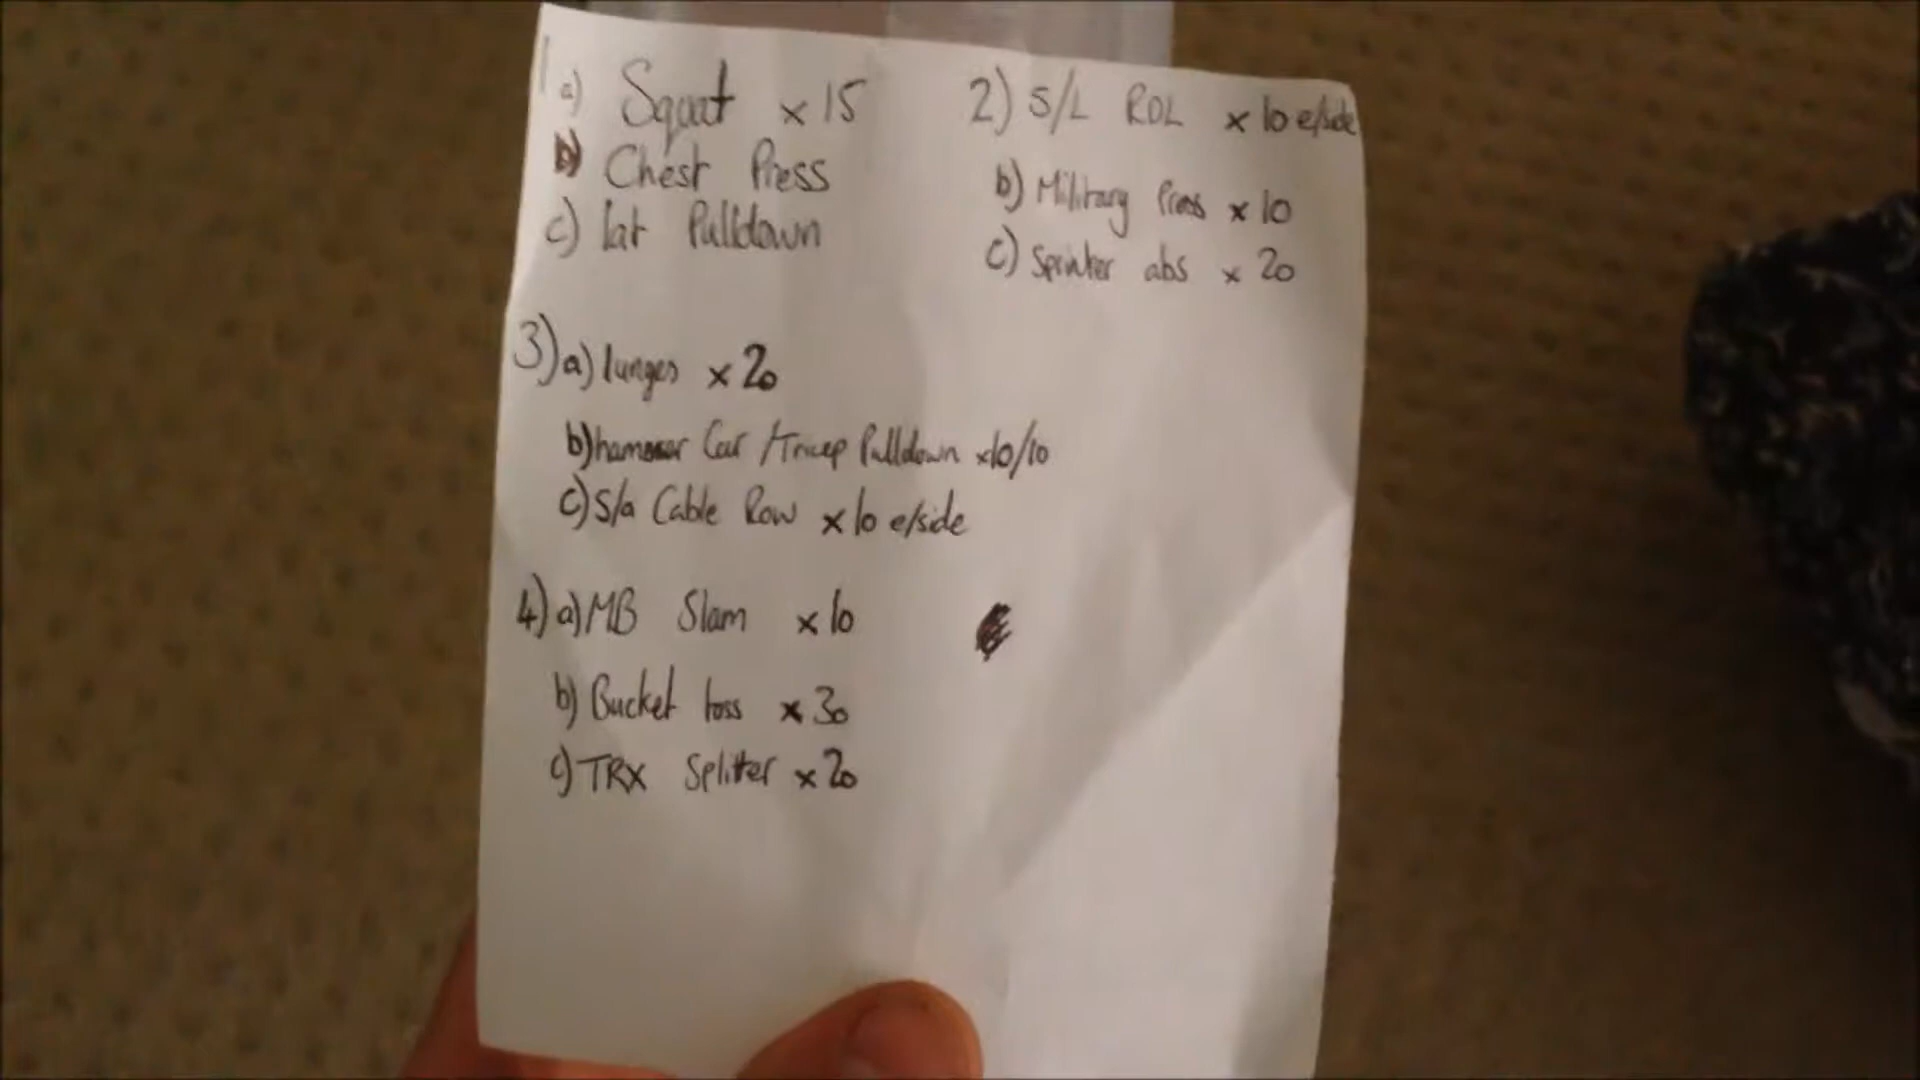 1 a) Squat x 15
b) Chest Press
c) lat Pulldown
2) S/L RDL x 10 e/side
b) Military Press x 10
c) Sprinter abs x 20
3) a) lunges x 20
b) hammer Cur /Tricep Pulldown x10/10
c) S/a Cable Row x 10 e/side
4) a) MB Slam x 10
b) Bucket toss x 30
c) TRX Splitter x 20